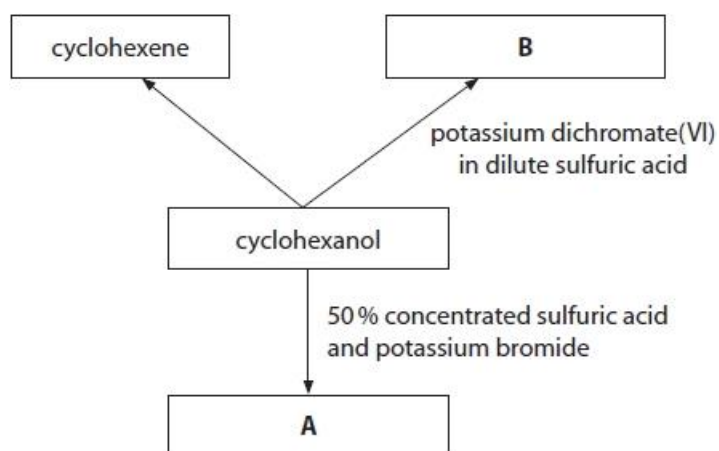 cyclohexene
B
potassium dichromate(VI)
in dilute sulfuric acid
cyclohexanol
50% concentrated sulfuric acid
and potassium bromide
A